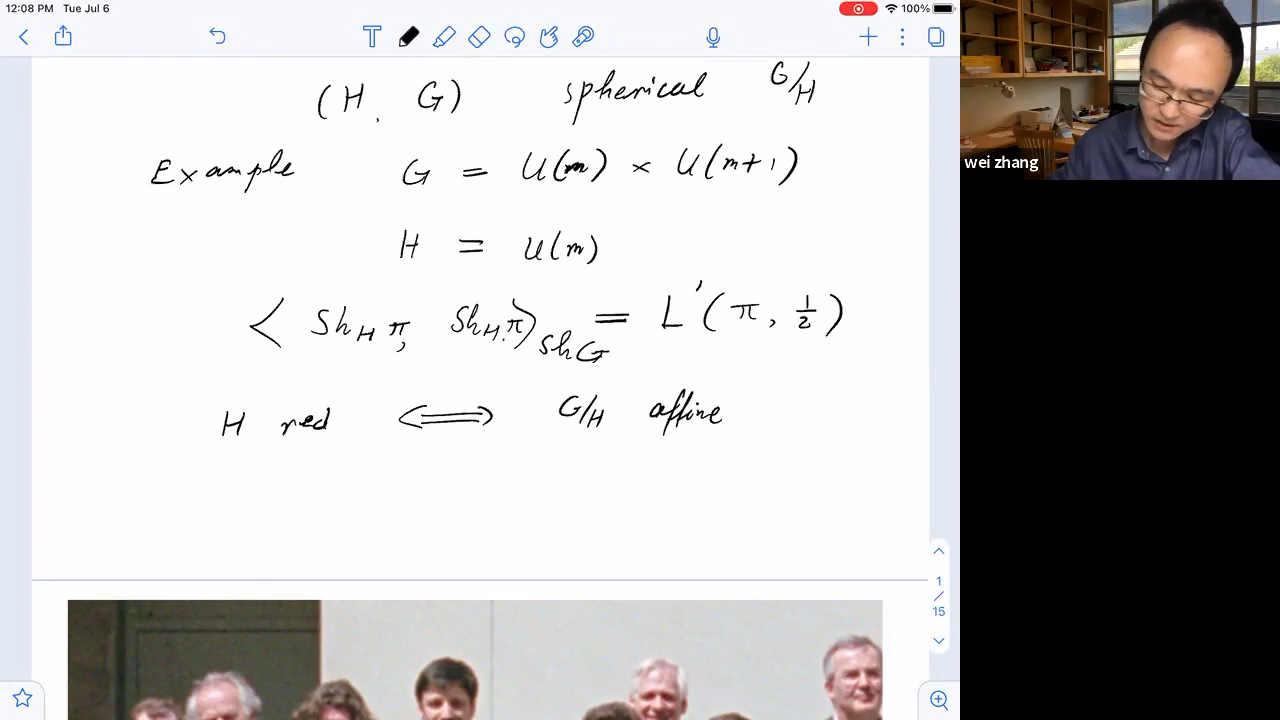 12:08 PM Tue Jul 6
100%
(H, G) spherical G/H
Example G = U(m) × U(m+1)
H = U(m)
< Sh_H π, Sh_H π >_{Sh G} = L'(π, 1/2)
H red <=> G/H affine
wei zhang
1
/
15